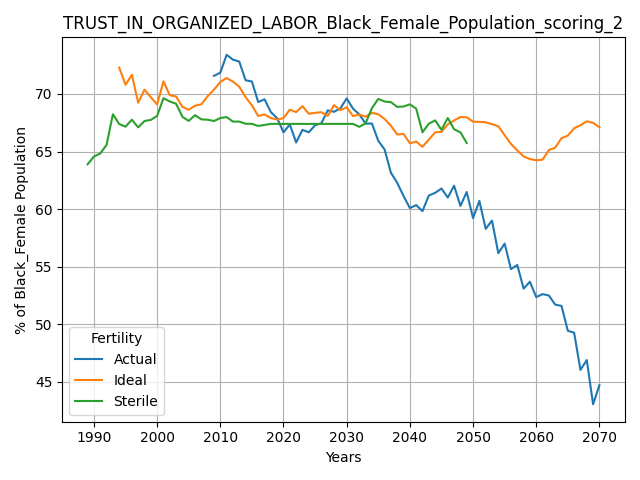 TRUST_IN_ORGANIZED_LABOR_Black_Female_Population_scoring_2
% of Black_Female Population
70
65
60
55
50
45
Fertility
Actual
Ideal
Sterile
1990 2000 2010 2020 2030 2040 2050 2060 2070
Years